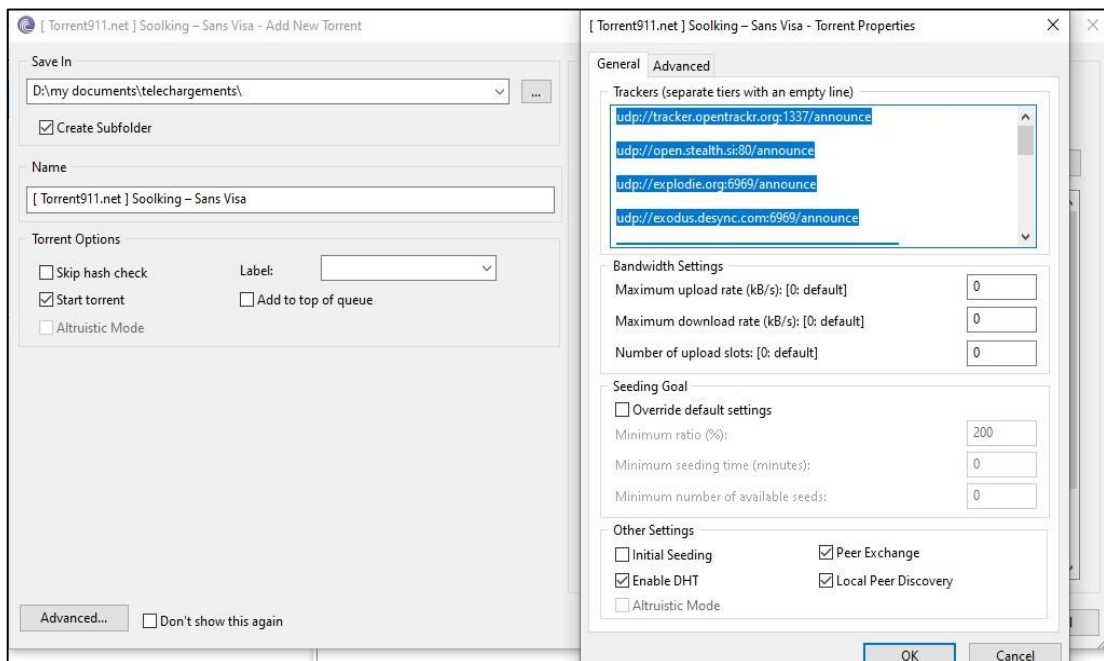 [ Torrent911.net ] Soolking – Sans Visa - Add New Torrent
Save In
D:\my documents\telechargements\
...
Create Subfolder
Name
[ Torrent911.net ] Soolking – Sans Visa
Torrent Options
Skip hash check
Label:
Start torrent
Add to top of queue
Altruistic Mode
Advanced...
Don't show this again
[ Torrent911.net ] Soolking – Sans Visa - Torrent Properties
General
Advanced
Trackers (separate tiers with an empty line)
udp://tracker.opentrackr.org:1337/announce
udp://open.stealth.si:80/announce
udp://explodie.org:6969/announce
udp://exodus.desync.com:6969/announce
Bandwidth Settings
Maximum upload rate (kB/s): [0: default]
0
Maximum download rate (kB/s): [0: default]
0
Number of upload slots: [0: default]
0
Seeding Goal
Override default settings
Minimum ratio (%):
200
Minimum seeding time (minutes):
0
Minimum number of available seeds:
0
Other Settings
Initial Seeding
Peer Exchange
Enable DHT
Local Peer Discovery
Altruistic Mode
OK
Cancel